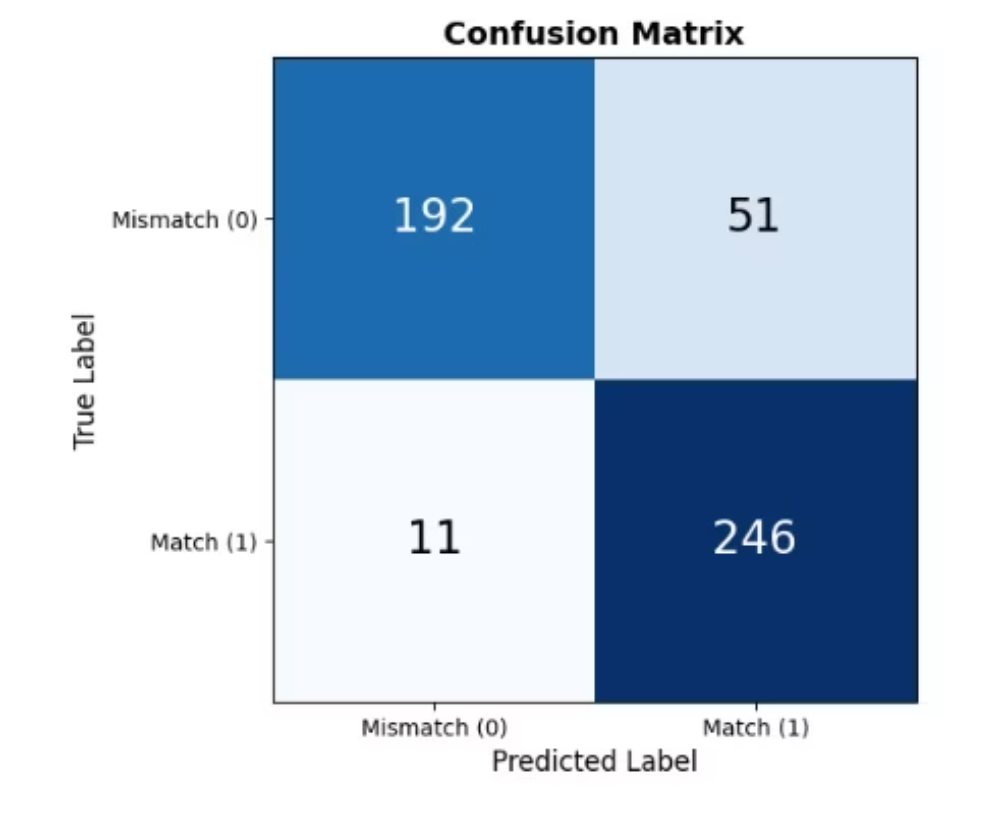 Confusion Matrix
Mismatch (0)
192
51
True Label
Match (1)
11
246
Mismatch (0)
Match (1)
Predicted Label